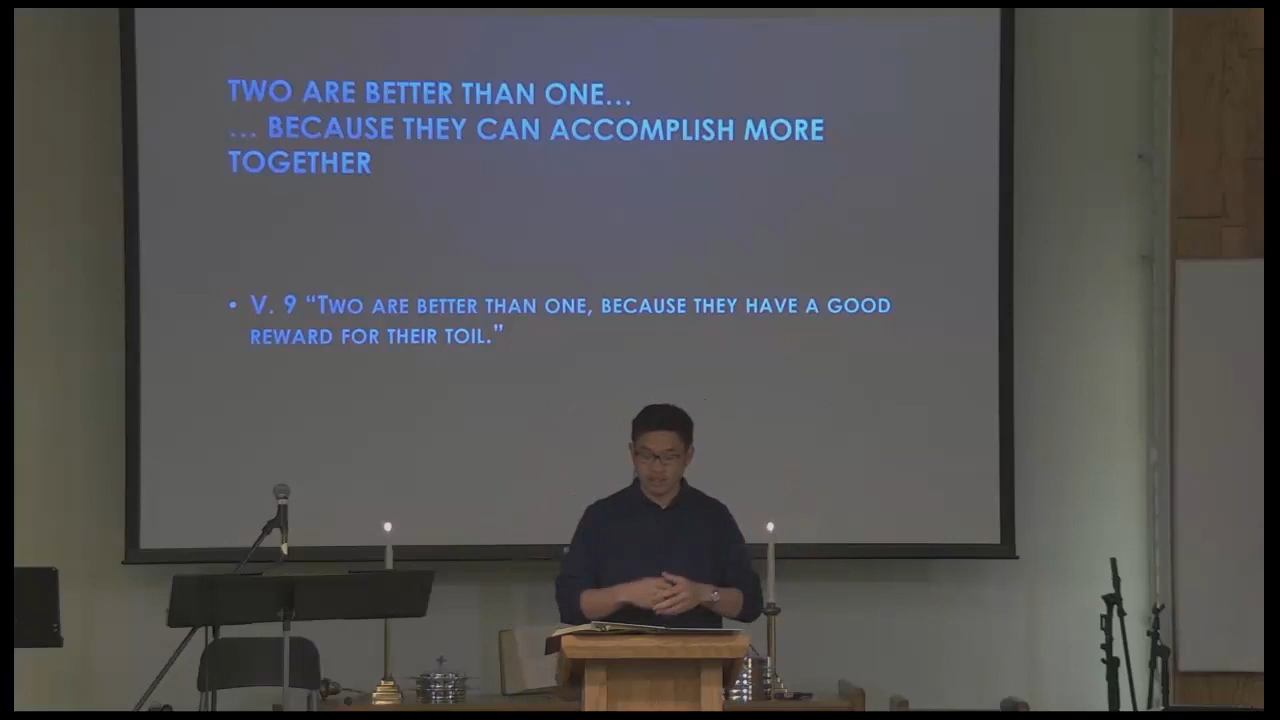 TWO ARE BETTER THAN ONE...
... BECAUSE THEY CAN ACCOMPLISH MORE
TOGETHER
• V. 9 “TWO ARE BETTER THAN ONE, BECAUSE THEY HAVE A GOOD
REWARD FOR THEIR TOIL.”